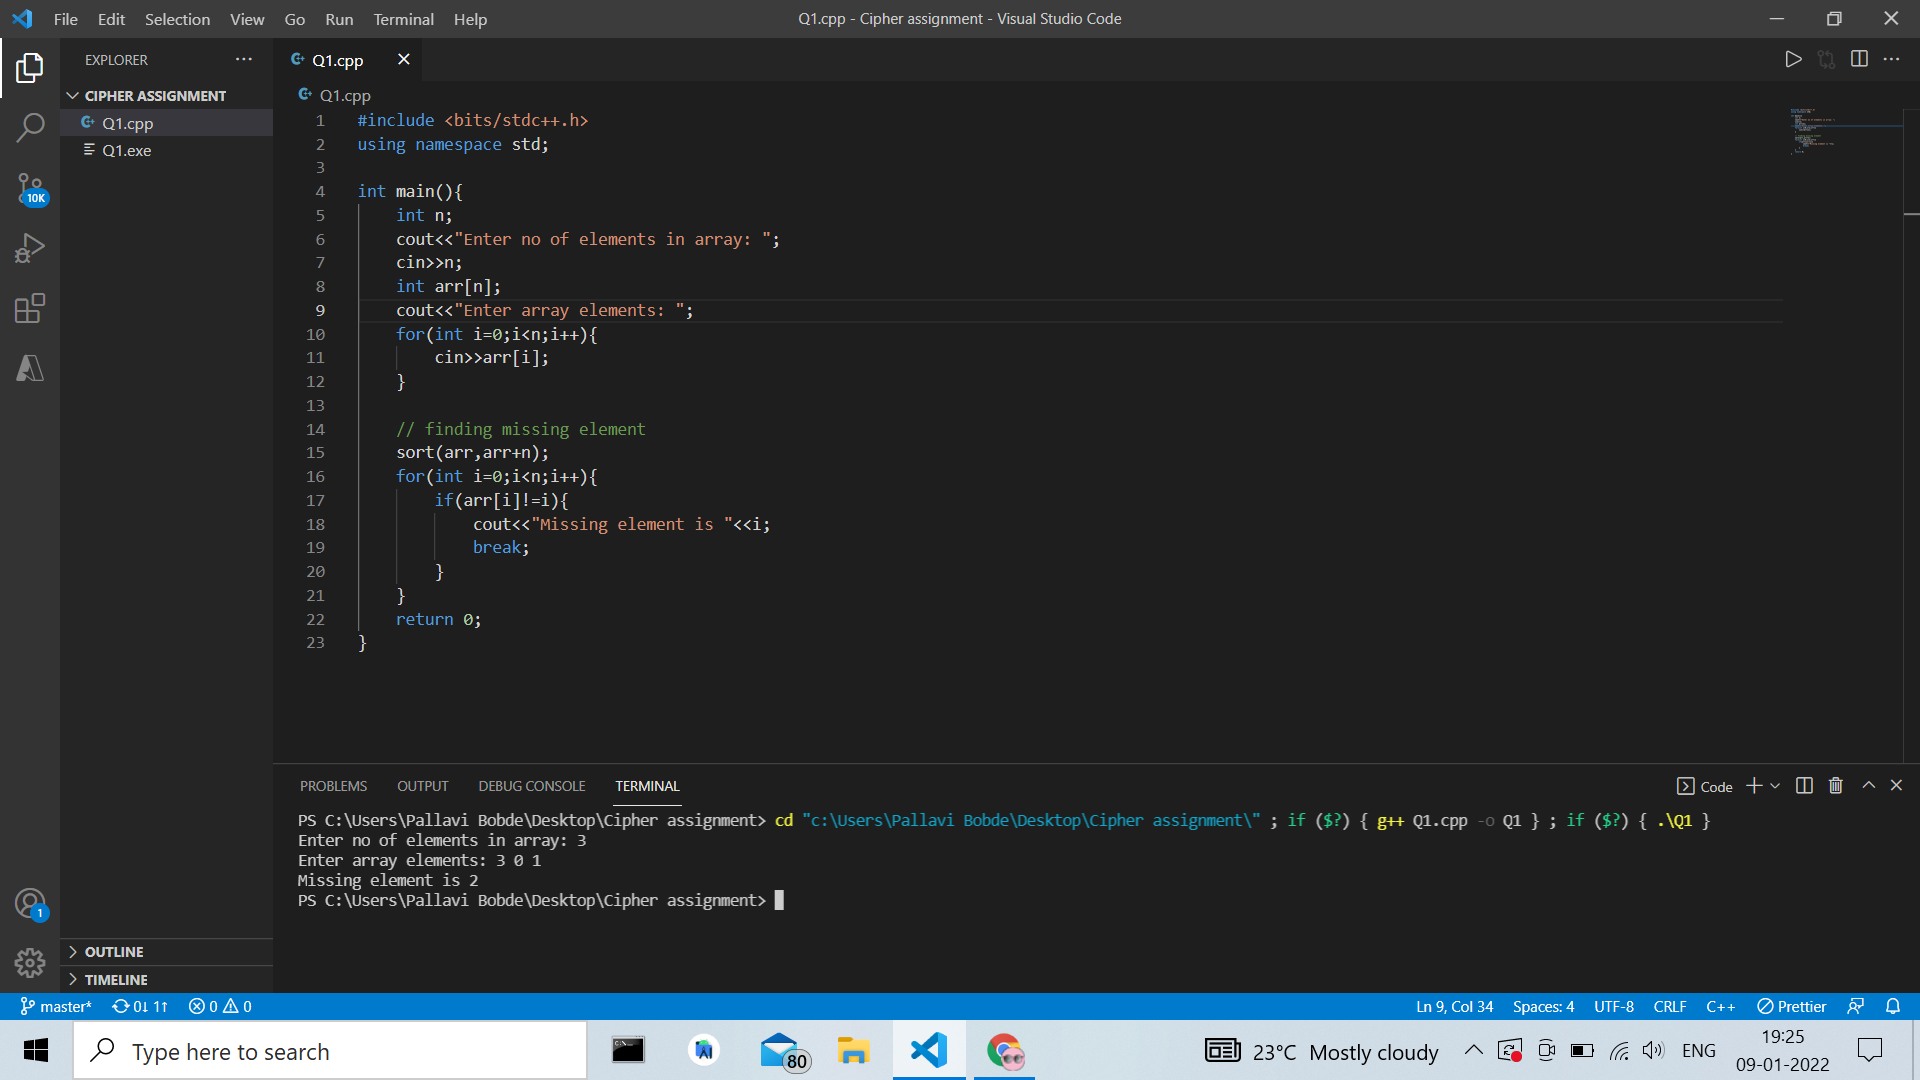 File Edit Selection View Go Run Terminal Help
Q1.cpp - Cipher assignment - Visual Studio Code
EXPLORER
CIPHER ASSIGNMENT
Q1.cpp
Q1.exe
10K
1
OUTLINE
TIMELINE
Q1.cpp
Q1.cpp
1 #include <bits/stdc++.h>
2 using namespace std;
3
4 int main(){
5 int n;
6 cout<<"Enter no of elements in array: ";
7 cin>>n;
8 int arr[n];
9 cout<<"Enter array elements: ";
10 for(int i=0;i<n;i++){
11 cin>>arr[i];
12 }
13
14 // finding missing element
15 sort(arr,arr+n);
16 for(int i=0;i<n;i++){
17 if(arr[i]!=i){
18 cout<<"Missing element is "<<i;
19 break;
20 }
21 }
22 return 0;
23 }
PROBLEMS OUTPUT DEBUG CONSOLE TERMINAL
Code
PS C:\Users\Pallavi Bobde\Desktop\Cipher assignment> cd "c:\Users\Pallavi Bobde\Desktop\Cipher assignment\" ; if ($?) { g++ Q1.cpp -o Q1 } ; if ($?) { .\Q1 }
Enter no of elements in array: 3
Enter array elements: 3 0 1
Missing element is 2
PS C:\Users\Pallavi Bobde\Desktop\Cipher assignment>
master* 0↓ 1↑ 0 0
Ln 9, Col 34 Spaces: 4 UTF-8 CRLF C++ Prettier
Type here to search
80
23°C Mostly cloudy
ENG
19:25
09-01-2022